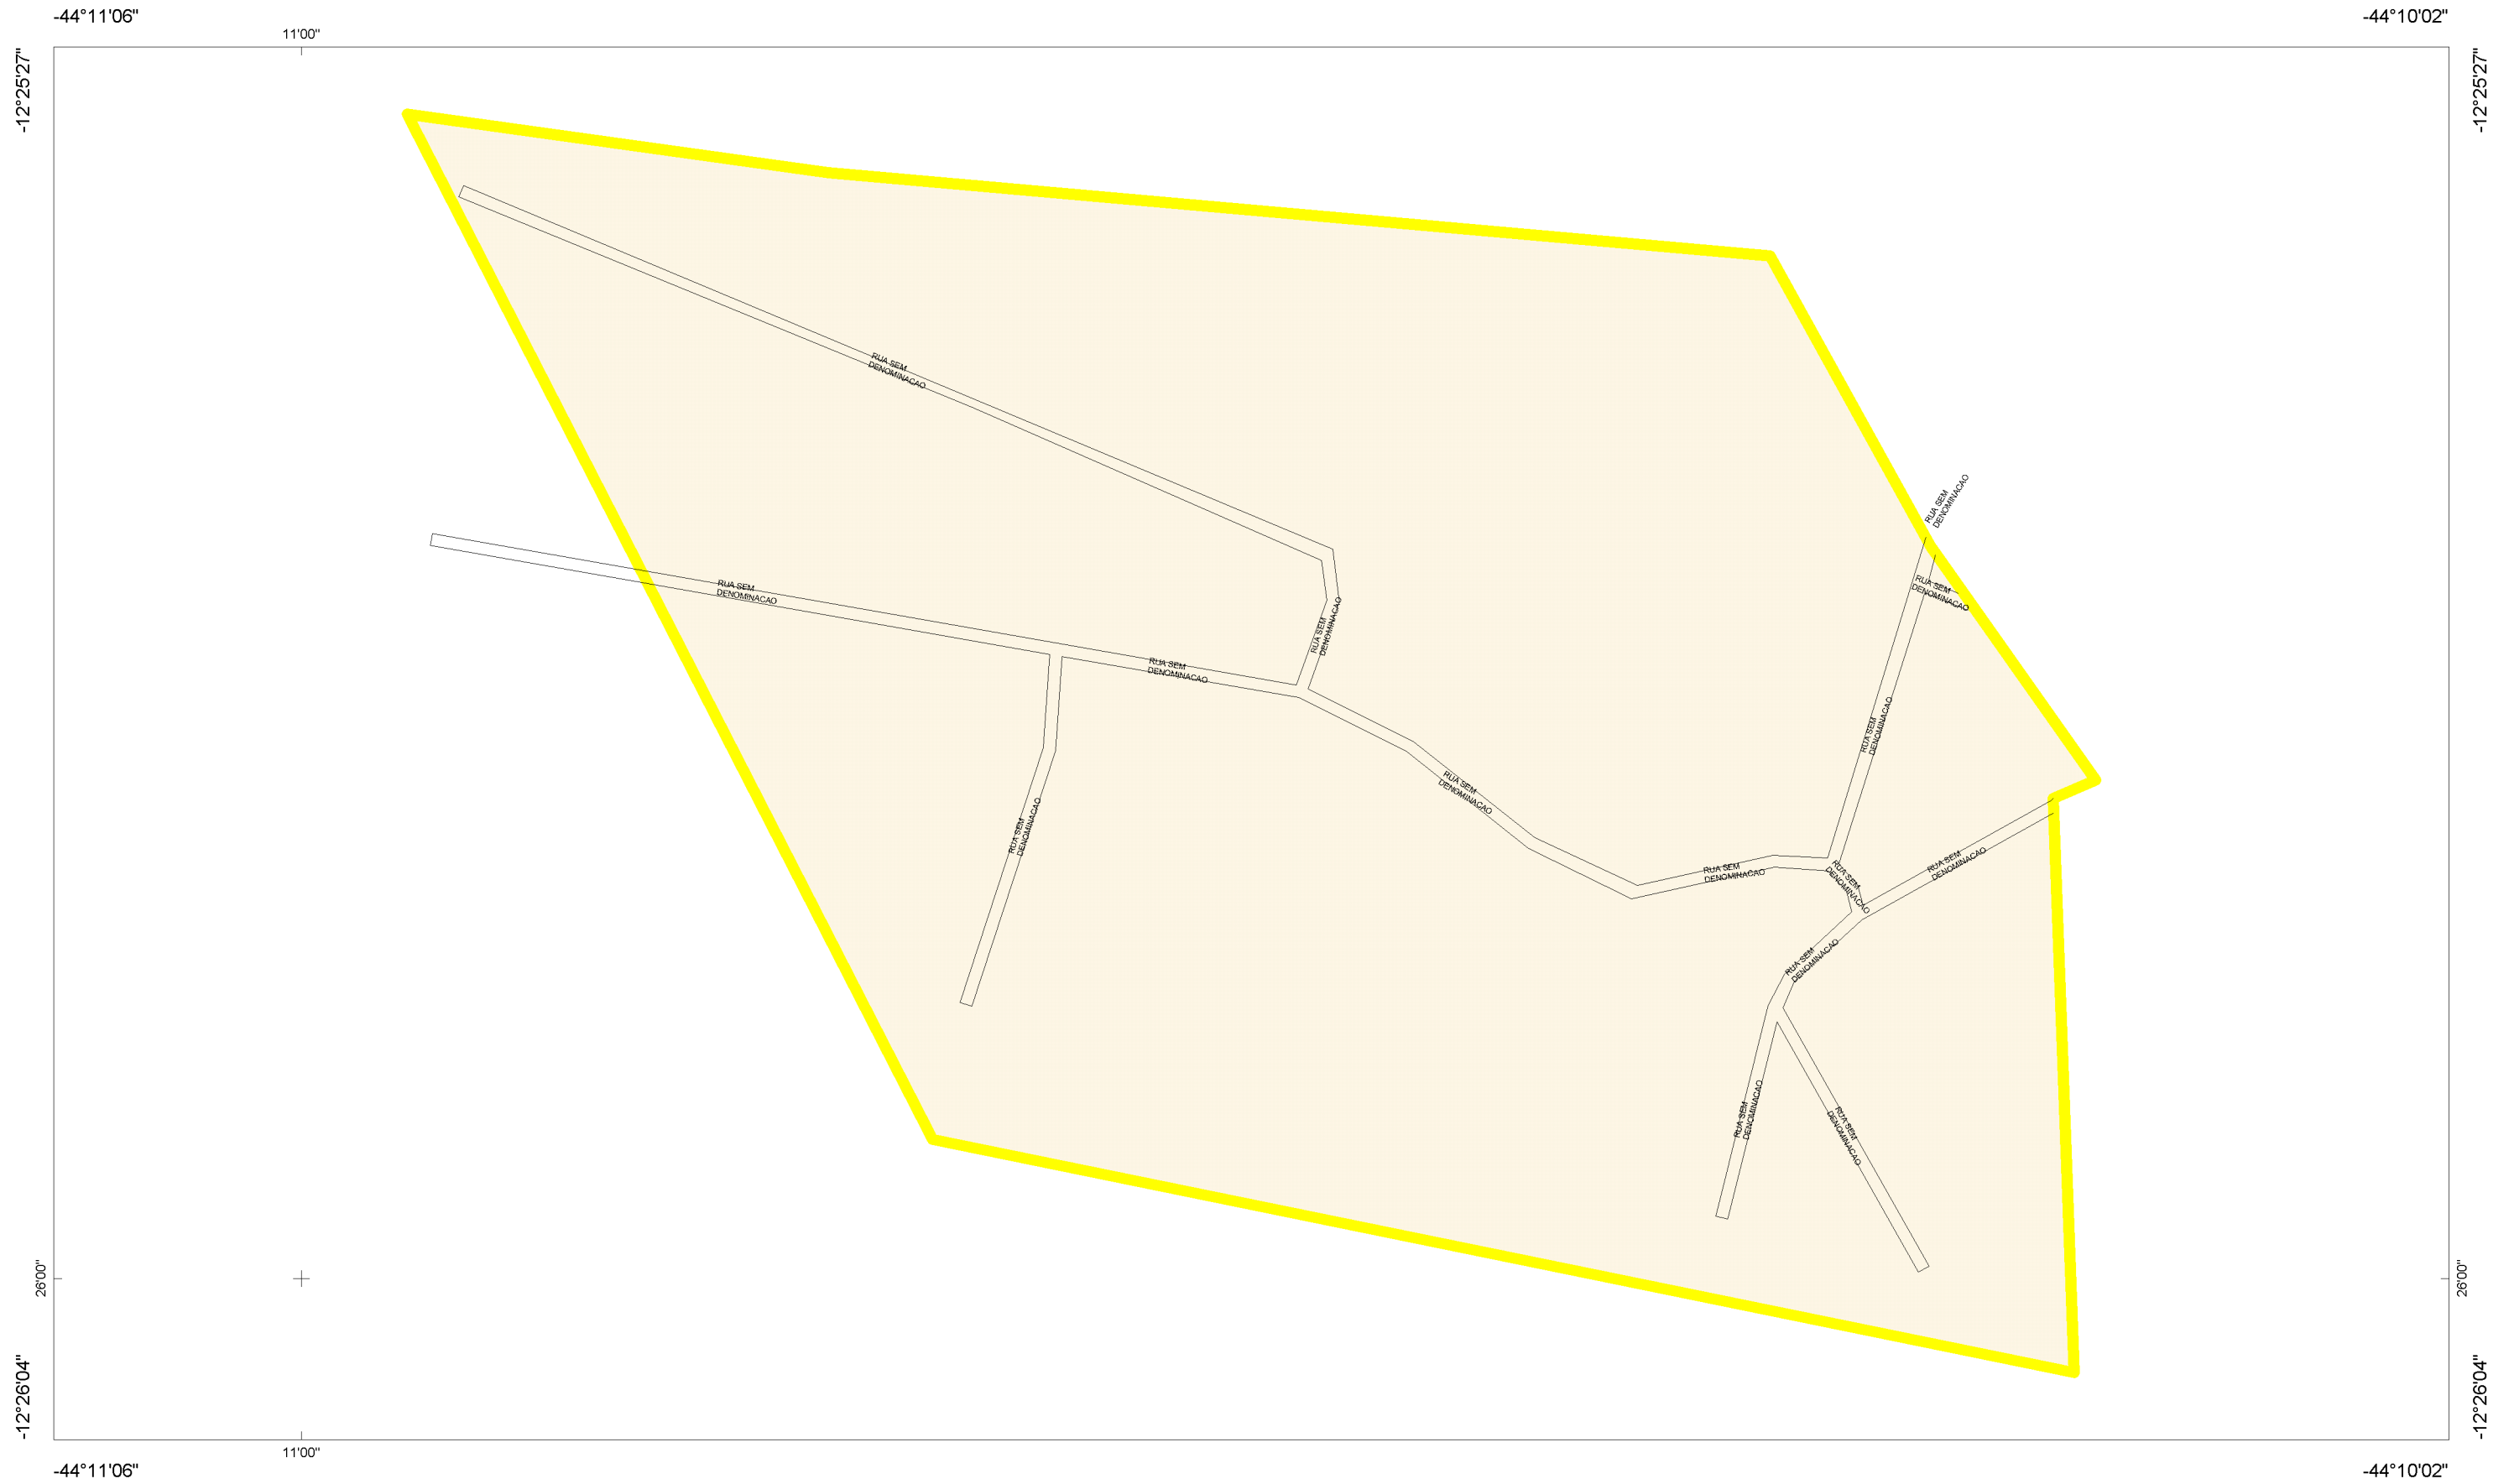 -44°11'06"
-44°10'02"
11'00"
-12°25'27"
-12°25'27"
RUA SEM
DENOMINACAO
RUA SEM
DENOMINACAO
RUA SEM
DENOMINACAO
RUA SEM
DENOMINACAO
RUA SEM
DENOMINACAO
RUA SEM
DENOMINACAO
RUA SEM
DENOMINACAO
RUA SEM
DENOMINACAO
RUA SEM
DENOMINACAO
RUA SEM
DENOMINACAO
RUA SEM
DENOMINACAO
RUA SEM
DENOMINACAO
RUA SEM
DENOMINACAO
RUA SEM
DENOMINACAO
RUA SEM
DENOMINACAO
26'00"
26'00"
-12°26'04"
-12°26'04"
11'00"
-44°11'06"
-44°10'02"